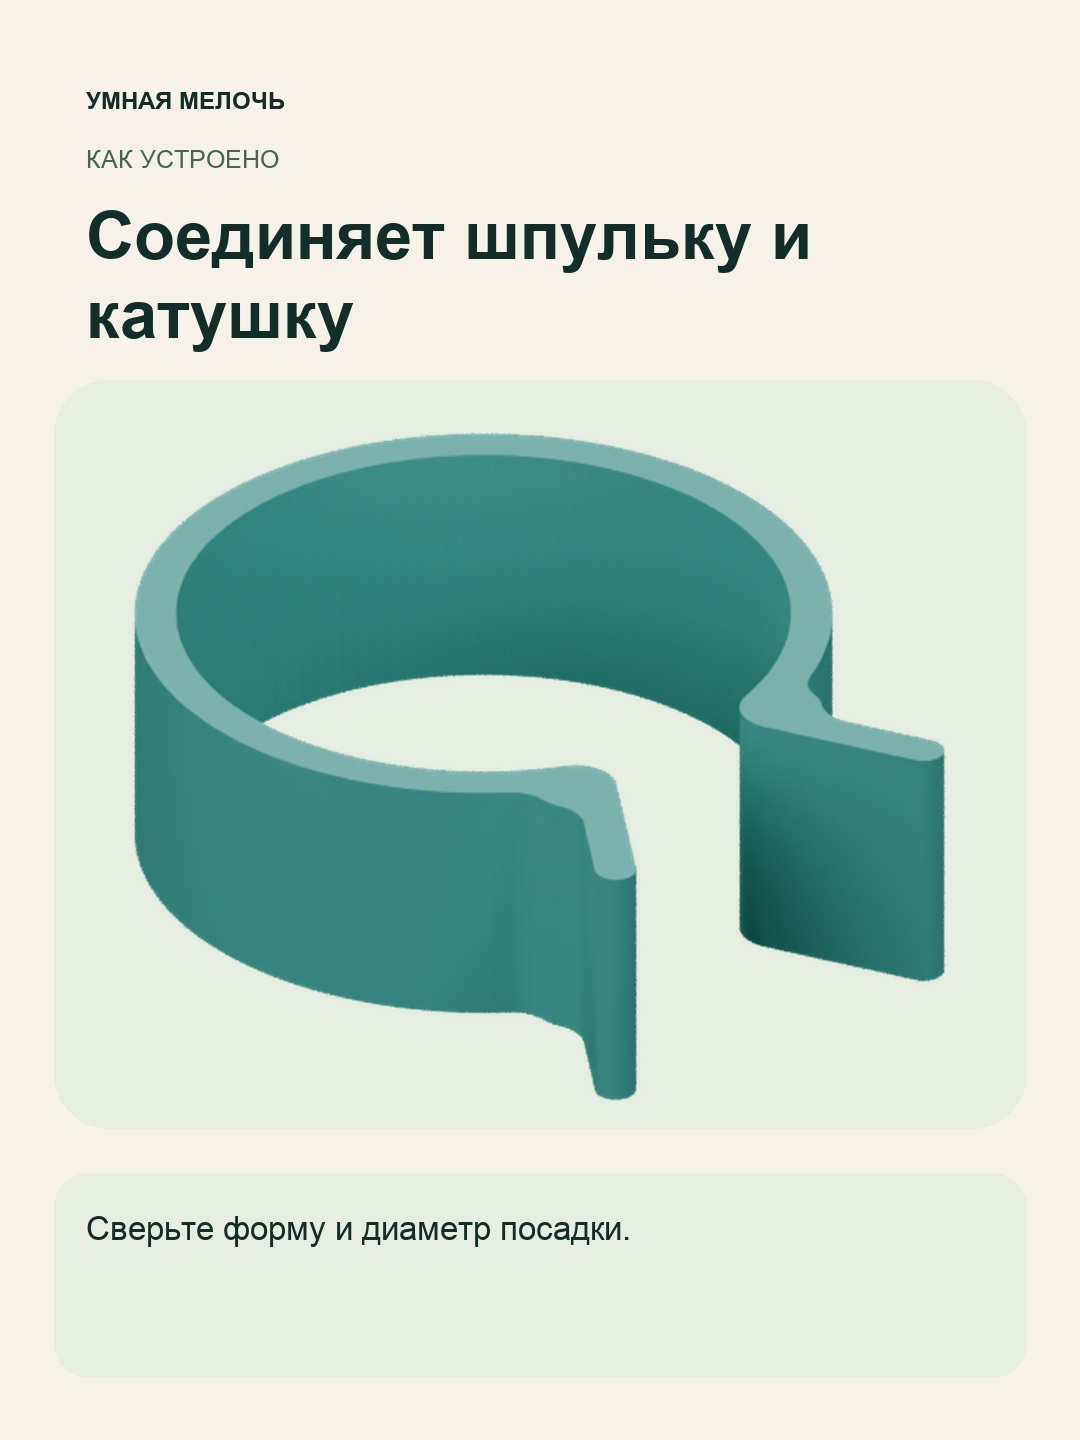 УМНАЯ МЕЛОЧЬ
КАК УСТРОЕНО
Соединяет шпульку и
катушку
Сверьте форму и диаметр посадки.